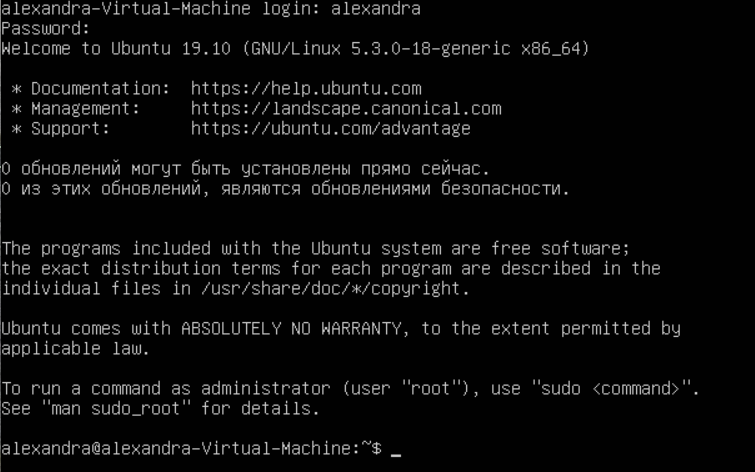 alexandra-Virtual-Machine login: alexandra
Password:
Welcome to Ubuntu 19.10 (GNU/Linux 5.3.0-18-generic x86_64)
* Documentation:  https://help.ubuntu.com
* Management:     https://landscape.canonical.com
* Support:        https://ubuntu.com/advantage
0 обновлений могут быть установлены прямо сейчас.
0 из этих обновлений, являются обновлениями безопасности.
The programs included with the Ubuntu system are free software;
the exact distribution terms for each program are described in the
individual files in /usr/share/doc/*/copyright.
Ubuntu comes with ABSOLUTELY NO WARRANTY, to the extent permitted by
applicable law.
To run a command as administrator (user "root"), use "sudo <command>".
See "man sudo_root" for details.
alexandra@alexandra-Virtual-Machine:~$ _